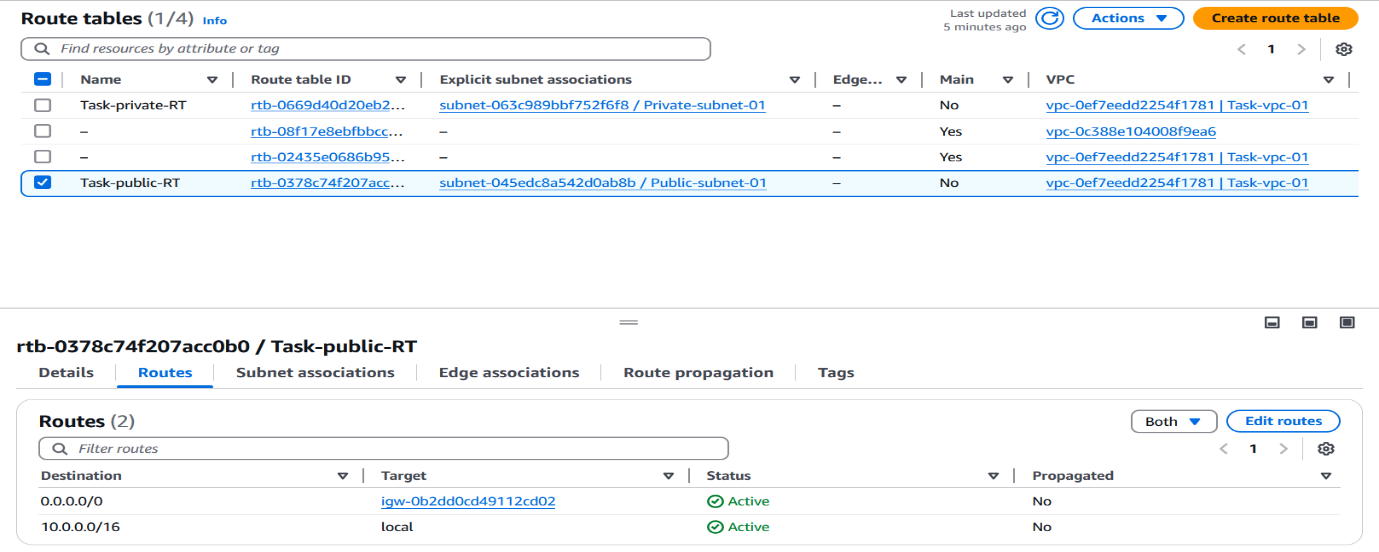 Route tables (1/4) Info
Last updated
5 minutes ago
Actions
Create route table
Find resources by attribute or tag
1
Name Route table ID Explicit subnet associations Edge... Main VPC
Task-private-RT rtb-0669d40d20eb2... subnet-063c989bbf752f6f8 / Private-subnet-01 – No vpc-0ef7eedd2254f1781 | Task-vpc-01
– rtb-08f17e8ebfbbcc... – – Yes vpc-0c388e104008f9ea6
– rtb-02435e0686b95... – – Yes vpc-0ef7eedd2254f1781 | Task-vpc-01
Task-public-RT rtb-0378c74f207acc... subnet-045edc8a542d0ab8b / Public-subnet-01 – No vpc-0ef7eedd2254f1781 | Task-vpc-01
rtb-0378c74f207acc0b0 / Task-public-RT
Details Routes Subnet associations Edge associations Route propagation Tags
Routes (2)
Both
Edit routes
Filter routes
1
Destination Target Status Propagated
0.0.0.0/0 igw-0b2dd0cd49112cd02 Active No
10.0.0.0/16 local Active No